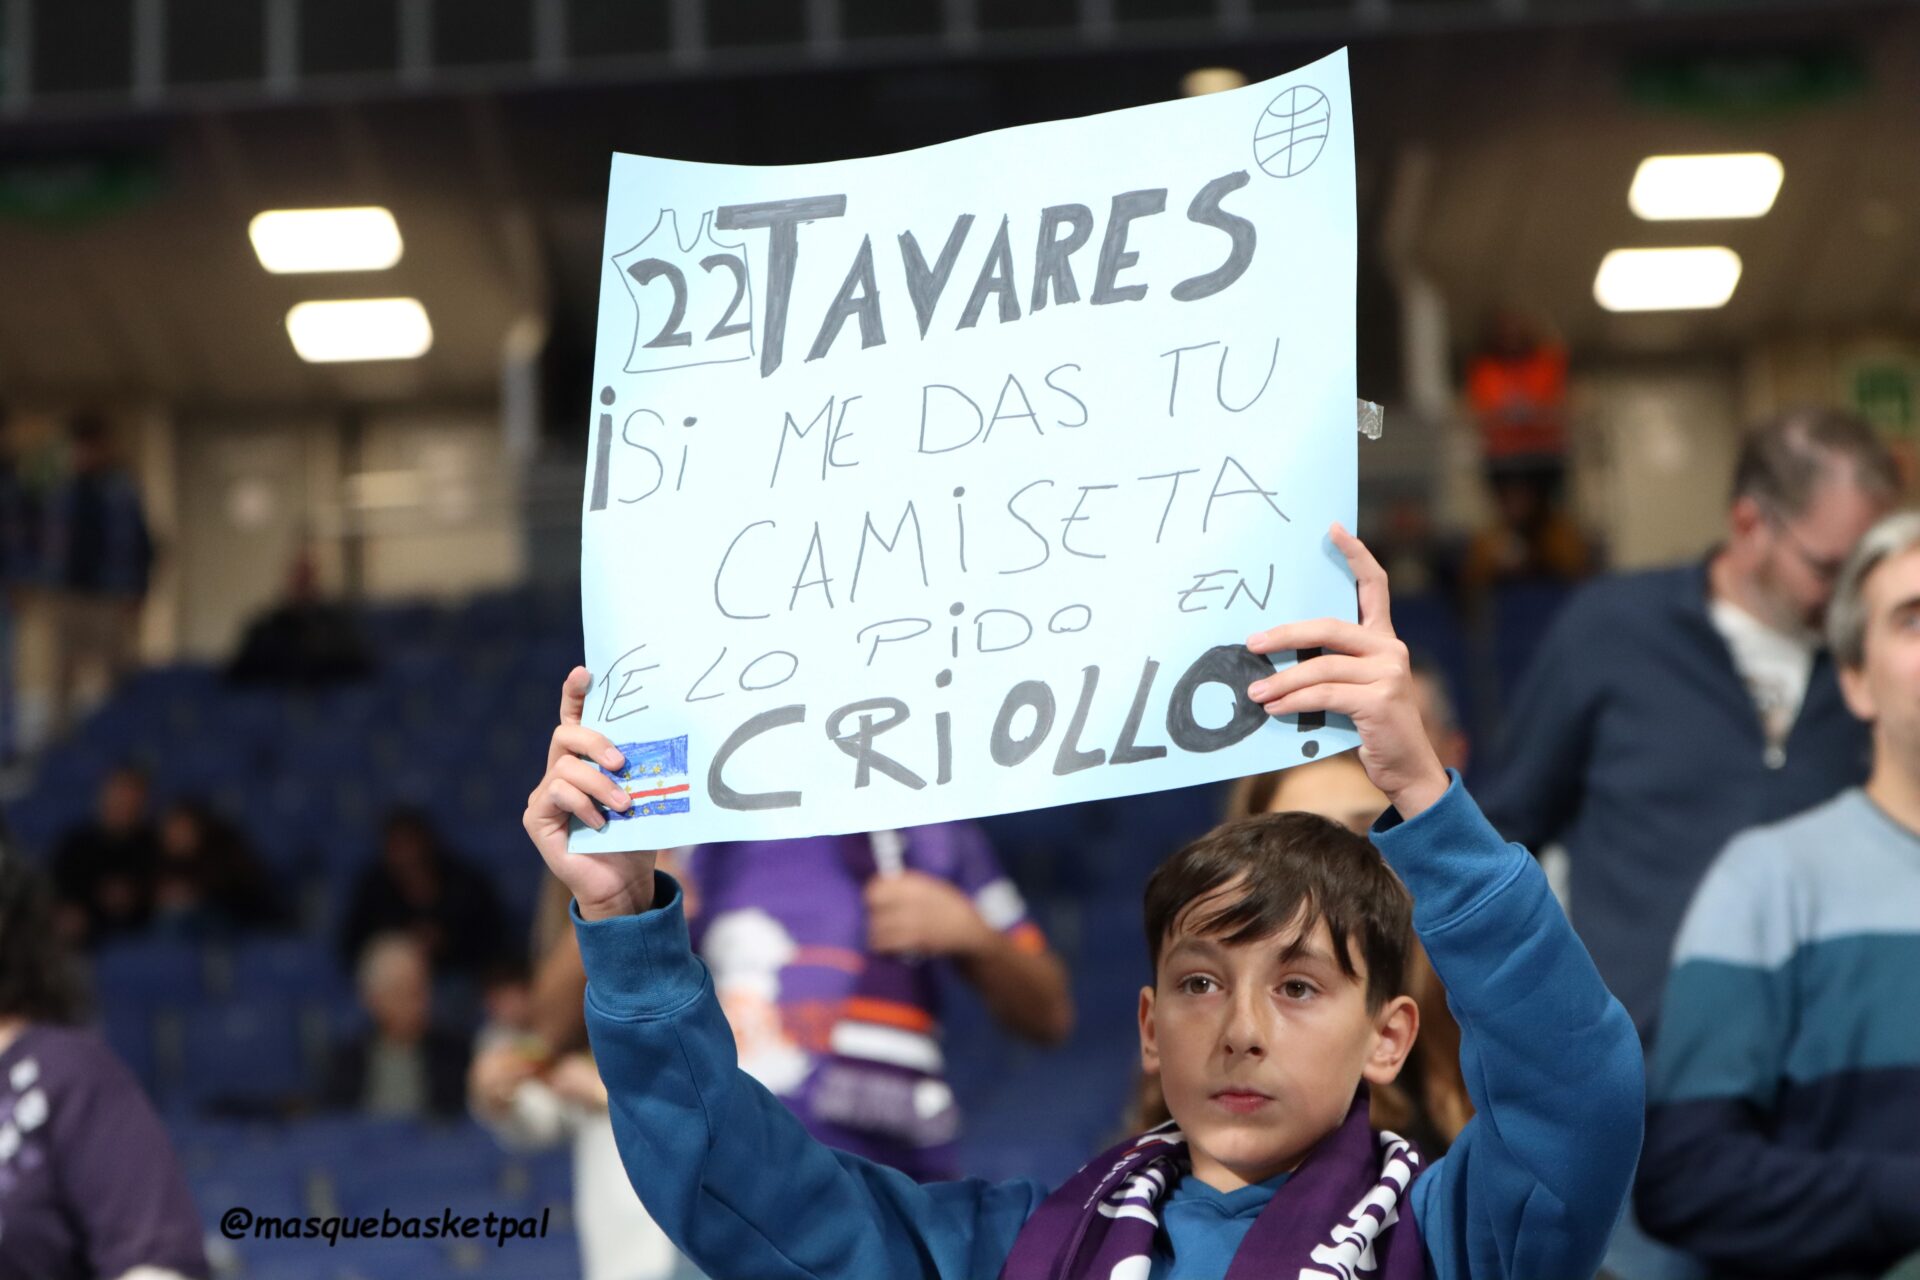 22 TAVARES
¡Si ME DAS TU
CAMiSETA
TE LO PiDO EN
CRiOLLO!
@masquebasketpal